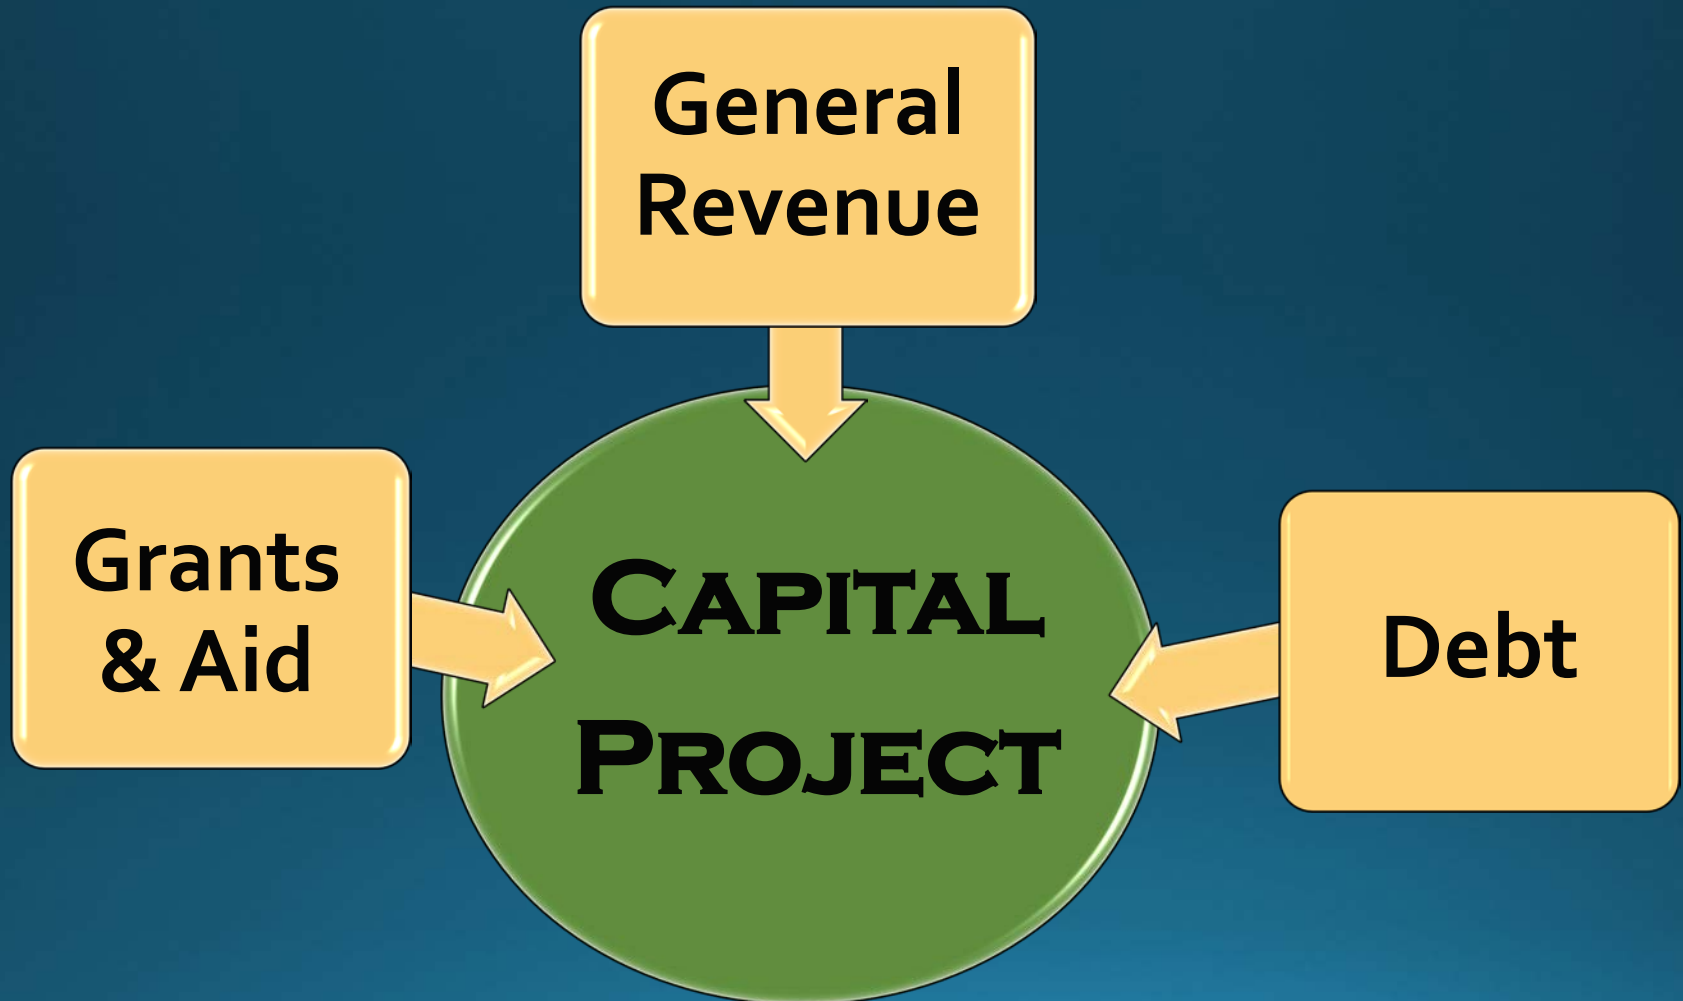 General
Revenue
Grants
& Aid
CAPITAL
PROJECT
Debt